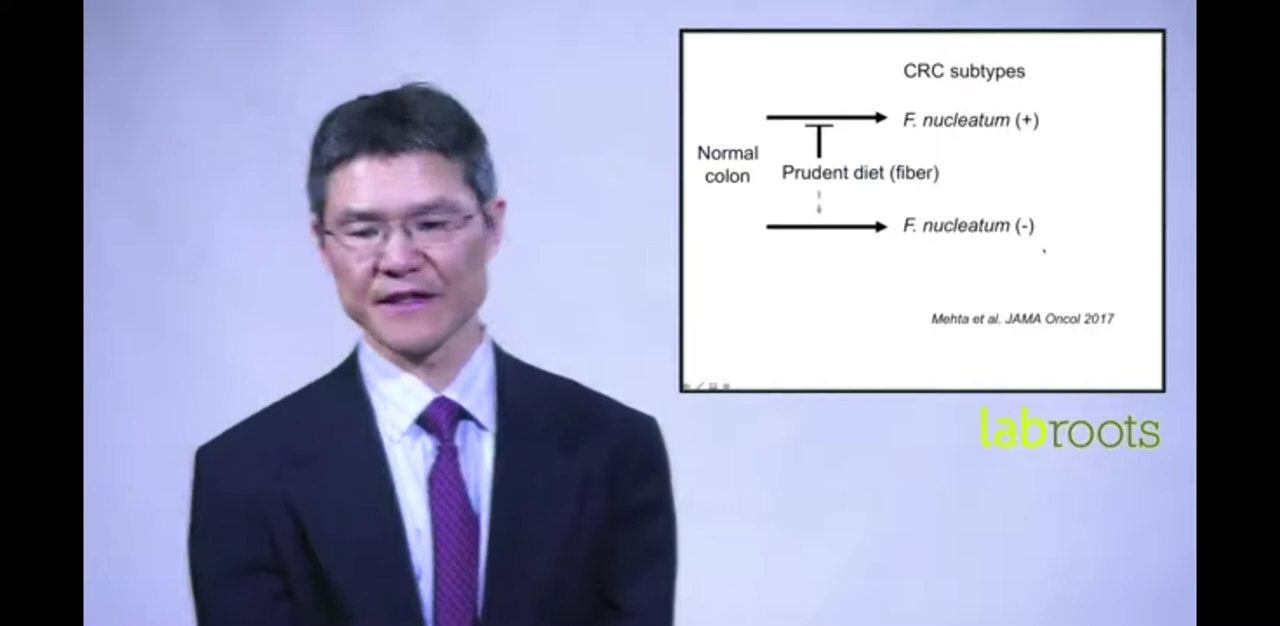 CRC subtypes
F. nucleatum (+)
Normal
colon
Prudent diet (fiber)
F. nucleatum (-)
Mehta et al. JAMA Oncol 2017
labroots